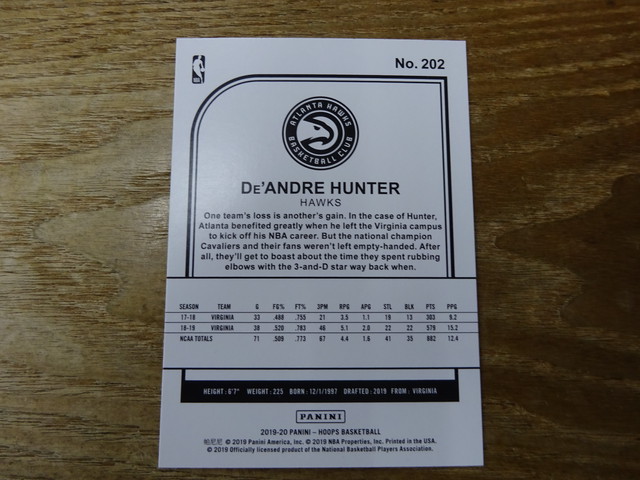 No. 202
ATLANTA HAWKS
BASKETBALL CLUB
DE'ANDRE HUNTER
HAWKS
One team's loss is another's gain. In the case of Hunter,
Atlanta benefited greatly when he left the Virginia campus
to kick off his NBA career. But the national champion
Cavaliers and their fans weren't left empty-handed. After
all, they'll get to boast about the time they spent rubbing
elbows with the 3-and-D star way back when.
SEASON TEAM G FG% FT% 3PM RPG APG STL BLK PTS PPG
17-18 VIRGINIA 33 .488 .755 21 3.5 1.1 19 13 303 9.2
18-19 VIRGINIA 38 .520 .783 46 5.1 2.0 22 22 579 15.2
NCAA TOTALS 71 .509 .773 67 4.4 1.6 41 35 882 12.4
HEIGHT: 6'7" WEIGHT: 225 BORN: 12/1/1997 DRAFTED: 2019 FROM: VIRGINIA
PANINI
2019-20 PANINI – HOOPS BASKETBALL
帕尼尼 © 2019 Panini America, Inc. © 2019 NBA Properties, Inc. Printed in the USA.
© 2019 Officially licensed product of the National Basketball Players Association.